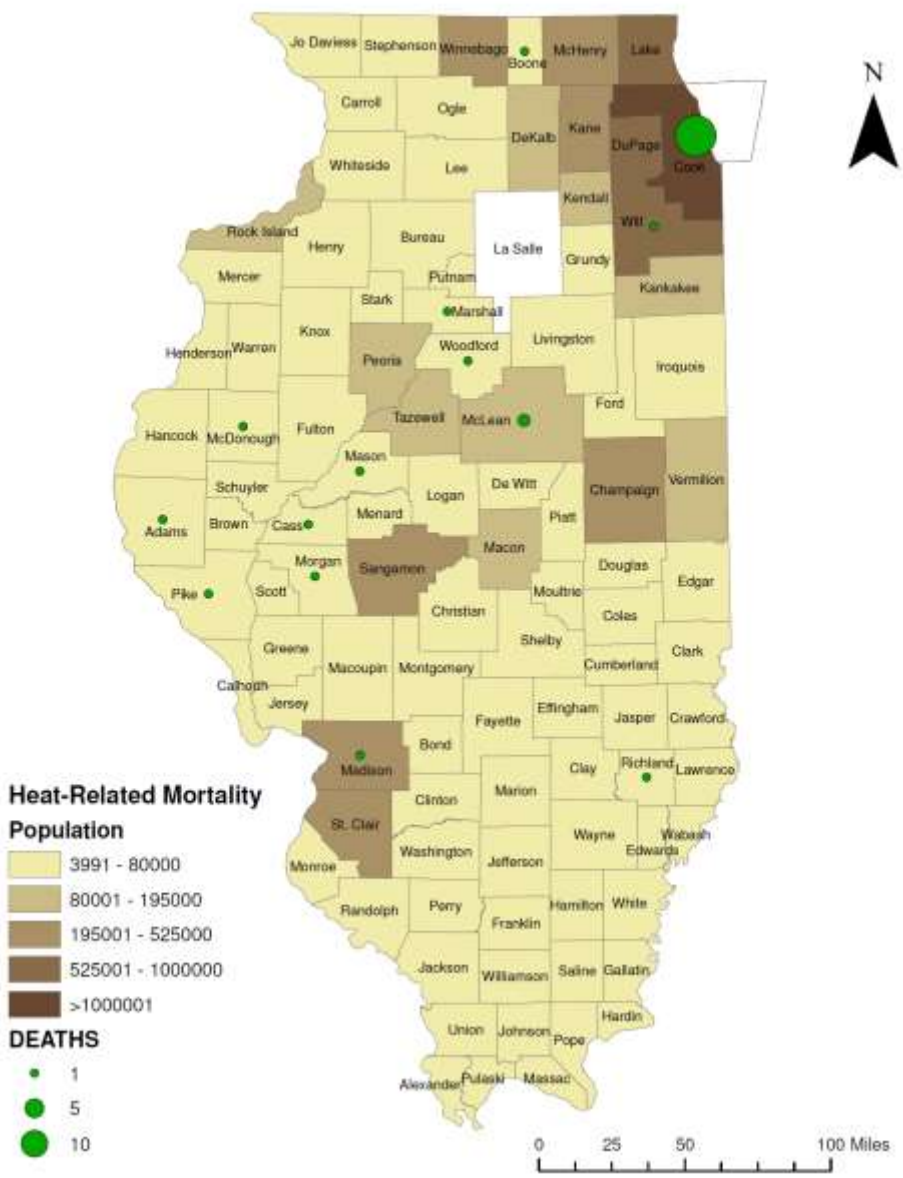 Jo Daviess Stephenson Winnebago Boone McHenry Lake
N
Carroll Ogle DeKalb Kane DuPage Cook
Whiteside Lee Kendall
Rock Island Henry Bureau La Salle Will
Mercer Putnam Grundy Kankakee
Stark Marshall
Henderson Warren Knox Peoria Woodford Livingston Iroquois
Hancock McDonough Fulton Tazewell McLean Ford
Mason
Schuyler Logan De Witt Champaign Vermilion
Adams Brown Cass Menard Piatt
Pike Scott Morgan Sangamon Macon Douglas Edgar
Christian Moultrie Coles
Greene Macoupin Montgomery Shelby Cumberland Clark
Calhoun Jersey
Fayette Effingham Jasper Crawford
Madison Bond Clay Richland Lawrence
Clinton Marion
St. Clair Wayne Edwards Wabash
Monroe Washington Jefferson
Randolph Perry Franklin Hamilton White
Jackson Williamson Saline Gallatin
Union Johnson Pope Hardin
Alexander Pulaski Massac
Heat-Related Mortality
Population
3991 - 80000
80001 - 195000
195001 - 525000
525001 - 1000000
>1000001
DEATHS
1
5
10
0 25 50 100 Miles